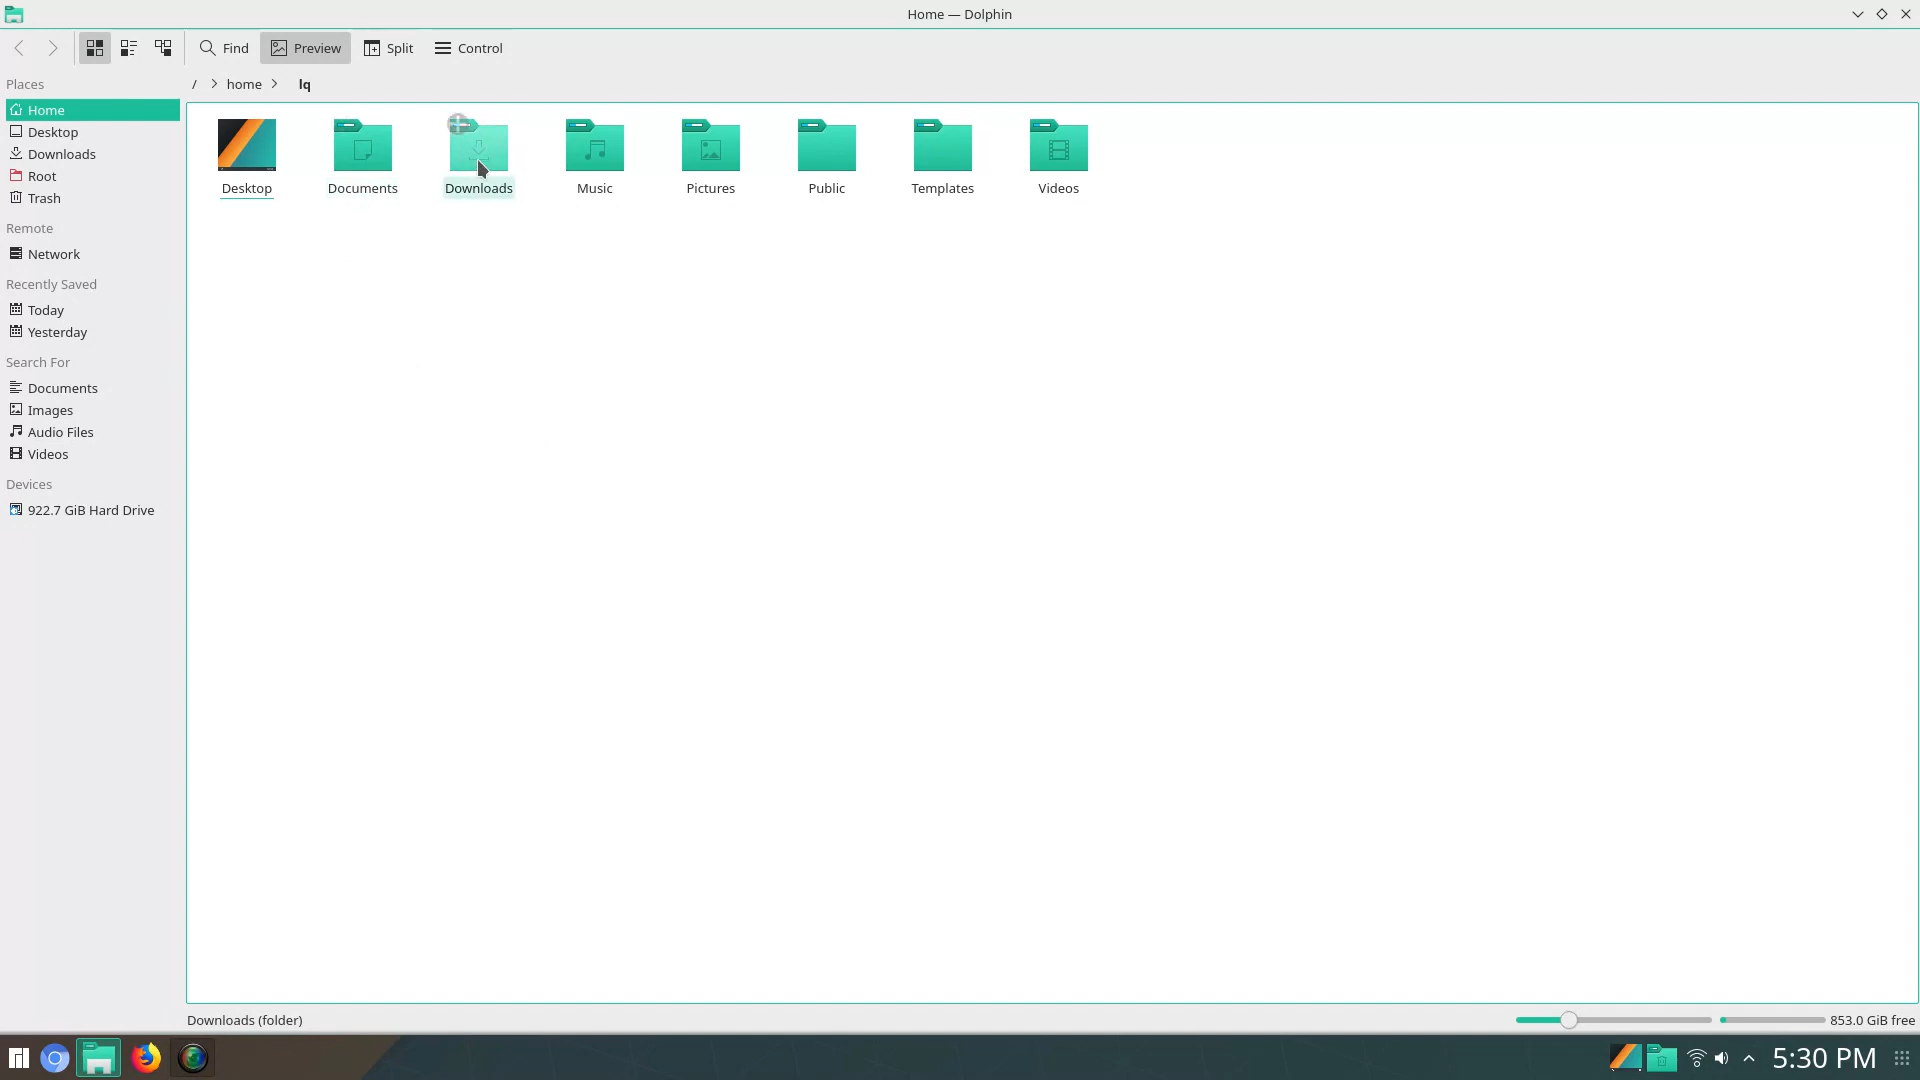 Home — Dolphin
Find Preview Split Control
Places
/ > home > lq
Home
Desktop
Downloads
Root
Trash
Remote
Network
Recently Saved
Today
Yesterday
Search For
Documents
Images
Audio Files
Videos
Devices
922.7 GiB Hard Drive
Desktop Documents Downloads Music Pictures Public Templates Videos
Downloads (folder) 853.0 GiB free
5:30 PM